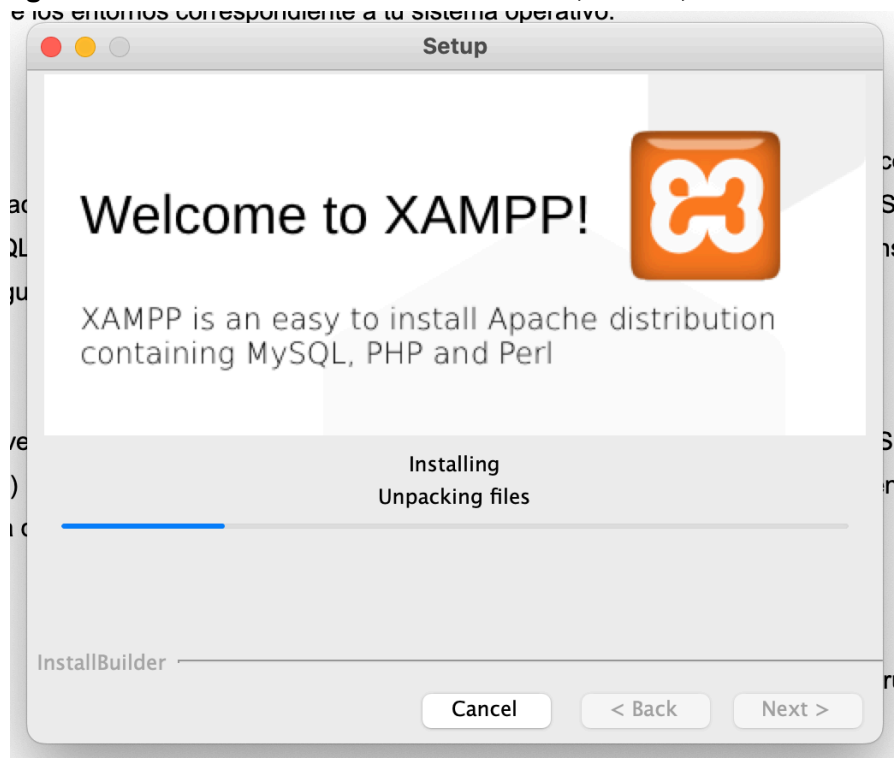 e los entornos correspondiente a tu sistema operativo.
Setup
Welcome to XAMPP!
XAMPP is an easy to install Apache distribution
containing MySQL, PHP and Perl
Installing
Unpacking files
InstallBuilder
Cancel
< Back
Next >